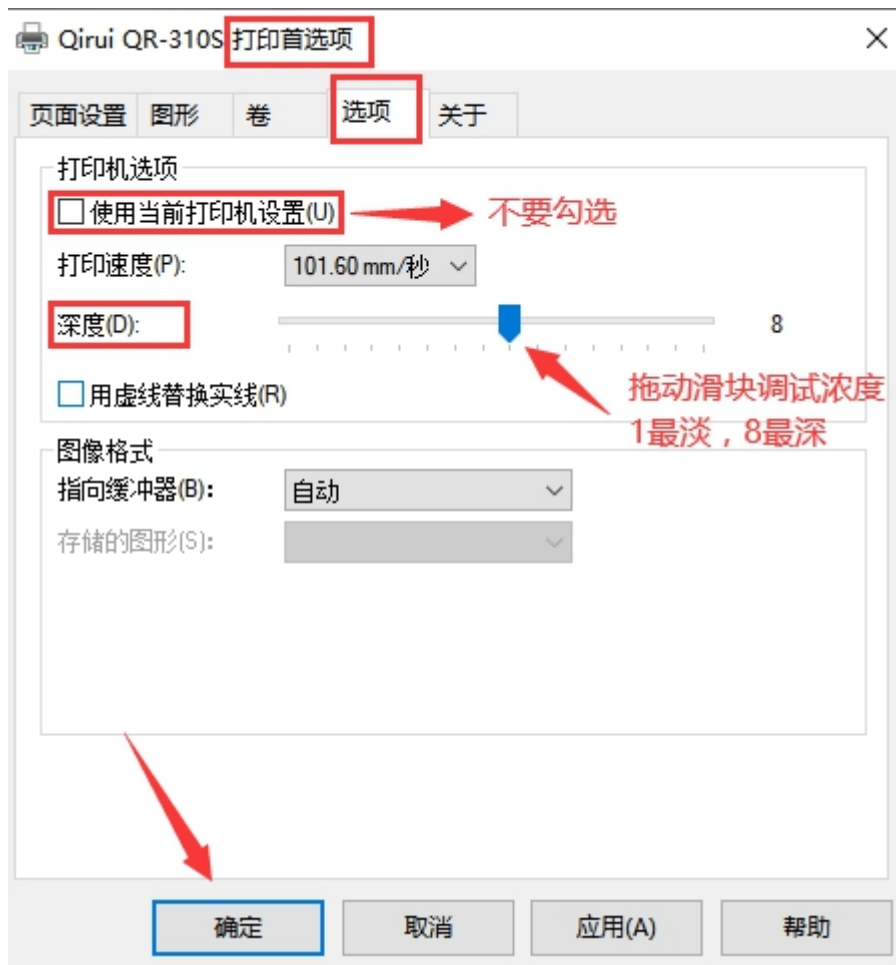 Qirui QR-310S 打印首选项
页面设置 图形 卷 选项 关于
打印机选项
使用当前打印机设置(U) 不要勾选
打印速度(P): 101.60 mm/秒
深度(D): 8
拖动滑块调试浓度
用虚线替换实线(R)
1最淡，8最深
图像格式
指向缓冲器(B): 自动
存储的图形(S):
确定 取消 应用(A) 帮助